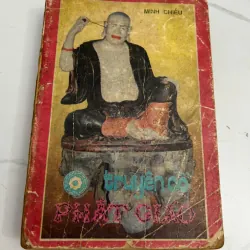 MINH CHIẾU
truyện cổ
PHẬT GIÁO